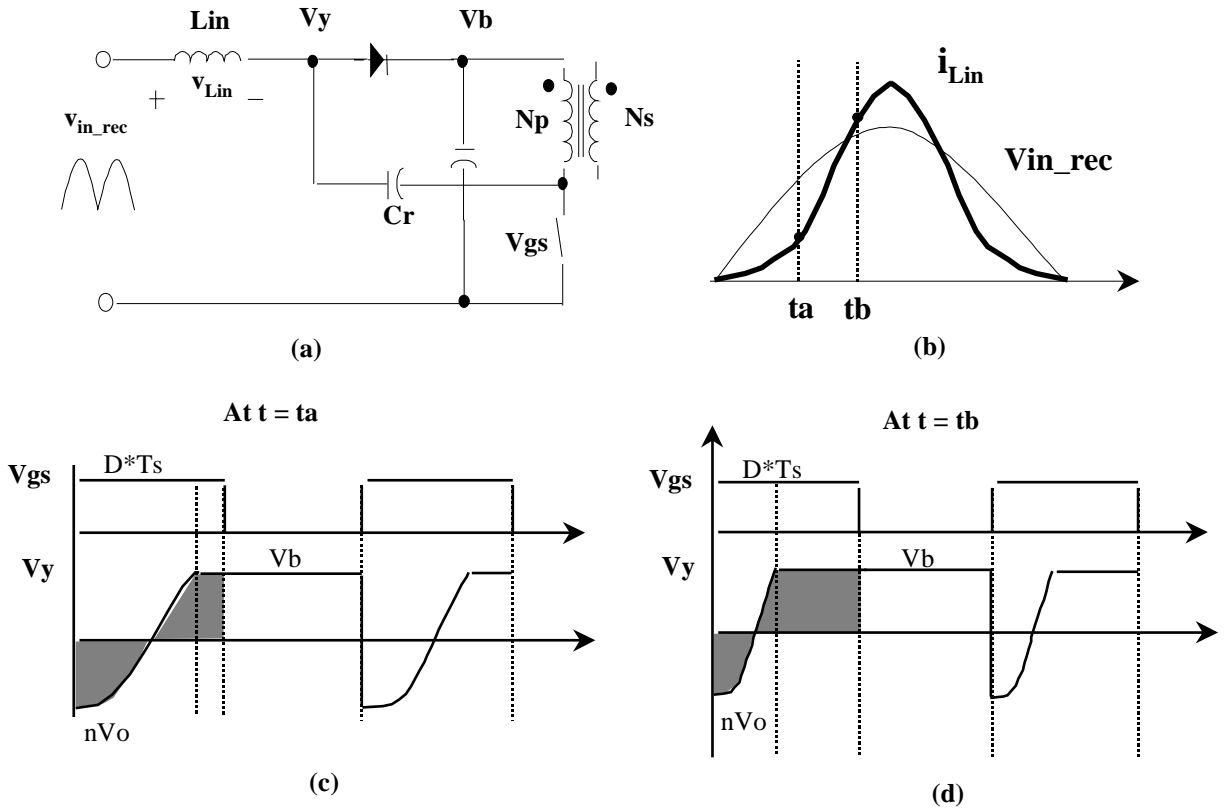 Lin
Vy
Vb
+ vLin −
vin_rec
Np
Ns
Cr
Vgs
(a)
iLin
Vin_rec
ta
tb
(b)
At t = ta
Vgs
D*Ts
Vy
Vb
nVo
(c)
At t = tb
Vgs
D*Ts
Vy
Vb
nVo
(d)